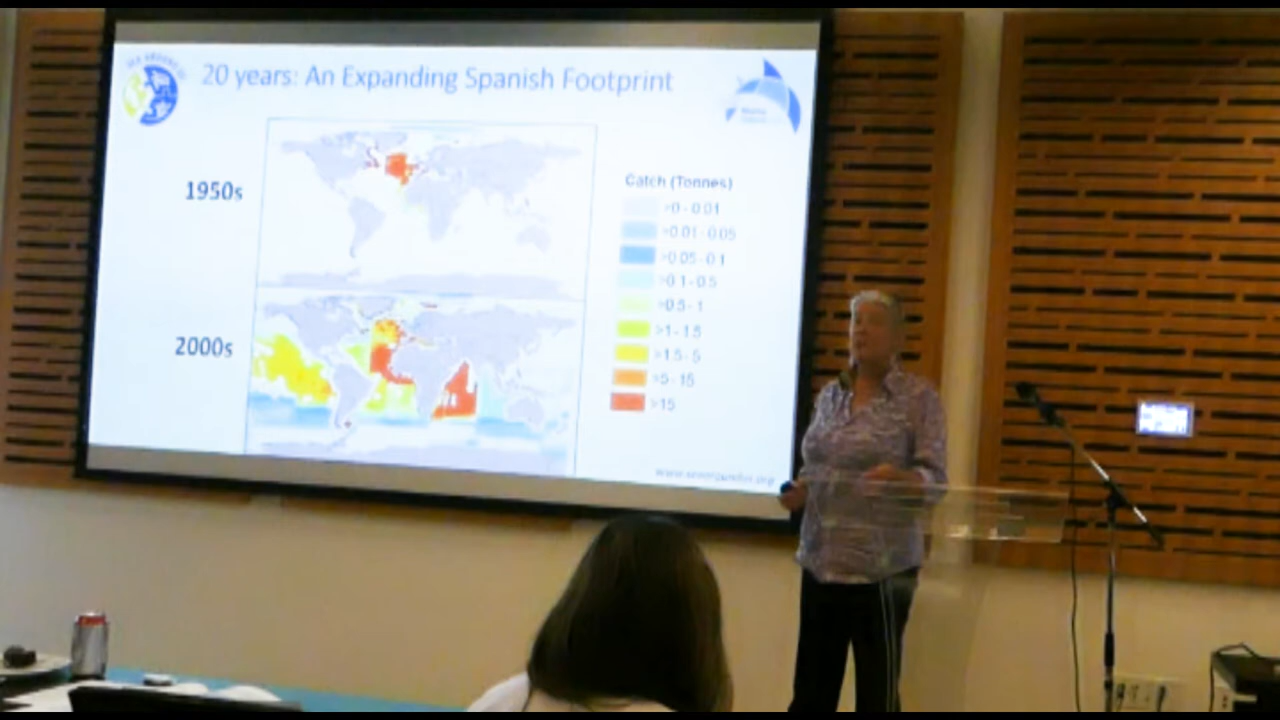 20 years: An Expanding Spanish Footprint
1950s
2000s
Catch (Tonnes)
>0 - 0.01
>0.01 - 0.05
>0.05 - 0.1
>0.1 - 0.5
>0.5 - 1
>1 - 1.5
>1.5 - 5
>5 - 15
>15